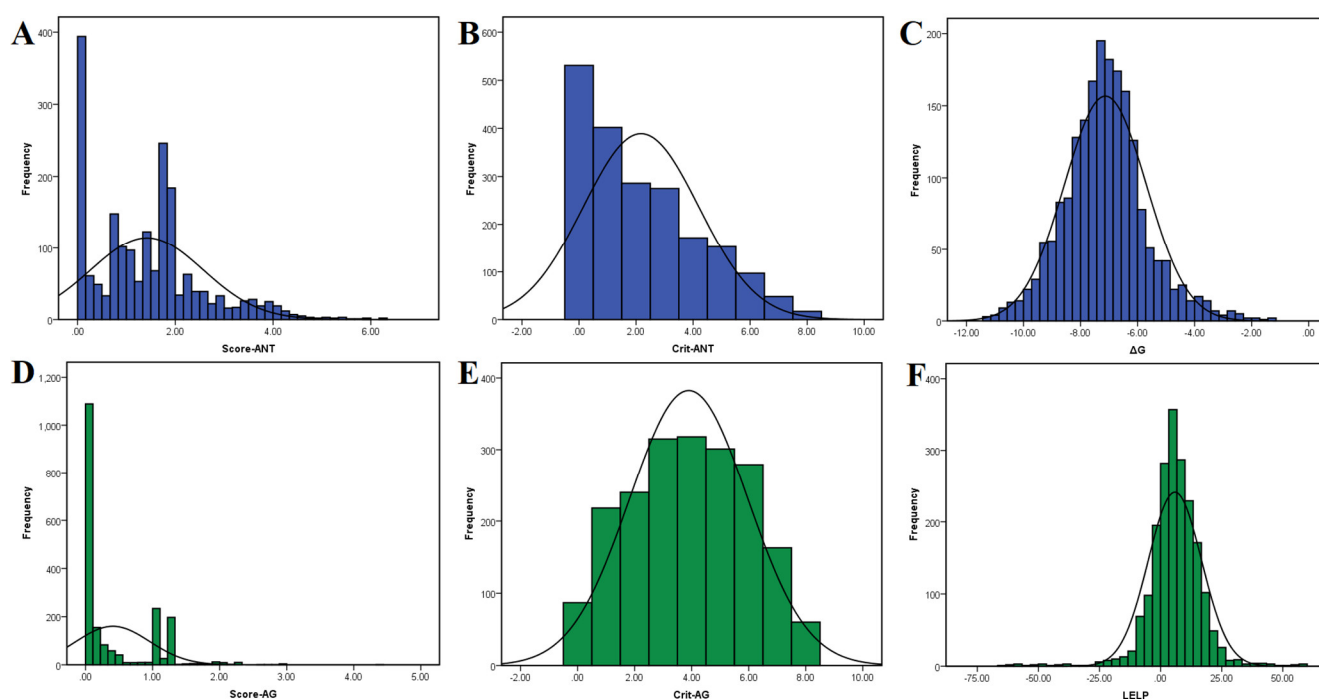 A
Frequency
400
300
200
100
0
.00 2.00 4.00 6.00
Score-ANT
B
Frequency
600
500
400
300
200
100
0
-2.00 .00 2.00 4.00 6.00 8.00 10.00
Crit-ANT
C
Frequency
200
150
100
50
0
-12.00 -10.00 -8.00 -6.00 -4.00 -2.00 .00
ΔG
D
Frequency
1,200
1,000
800
600
400
200
0
.00 1.00 2.00 3.00 4.00 5.00
Score-AG
E
Frequency
400
300
200
100
0
-2.00 .00 2.00 4.00 6.00 8.00 10.00
Crit-AG
F
Frequency
400
300
200
100
0
-75.00 -50.00 -25.00 .00 25.00 50.00
LELP